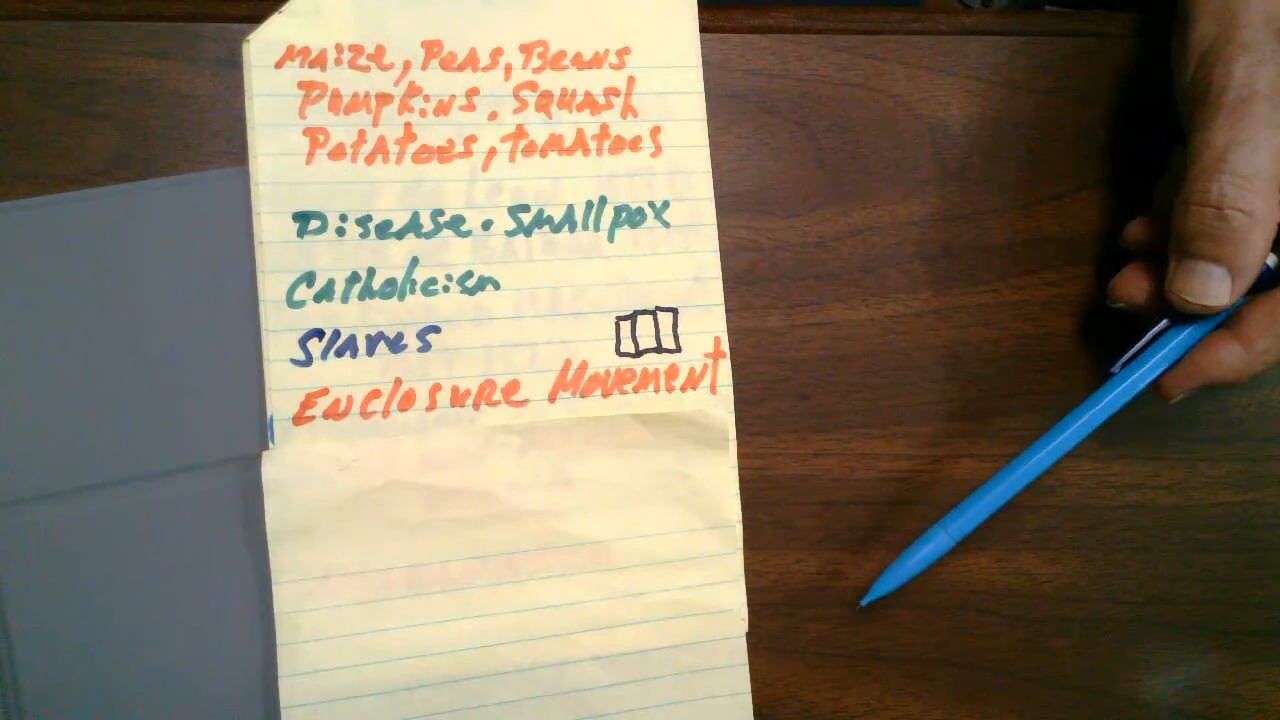 Maize, Peas, Beans
Pumpkins. Squash
Potatoes, tomatoes
Disease. Smallpox
Catholicism
Slaves
Enclosure Movement